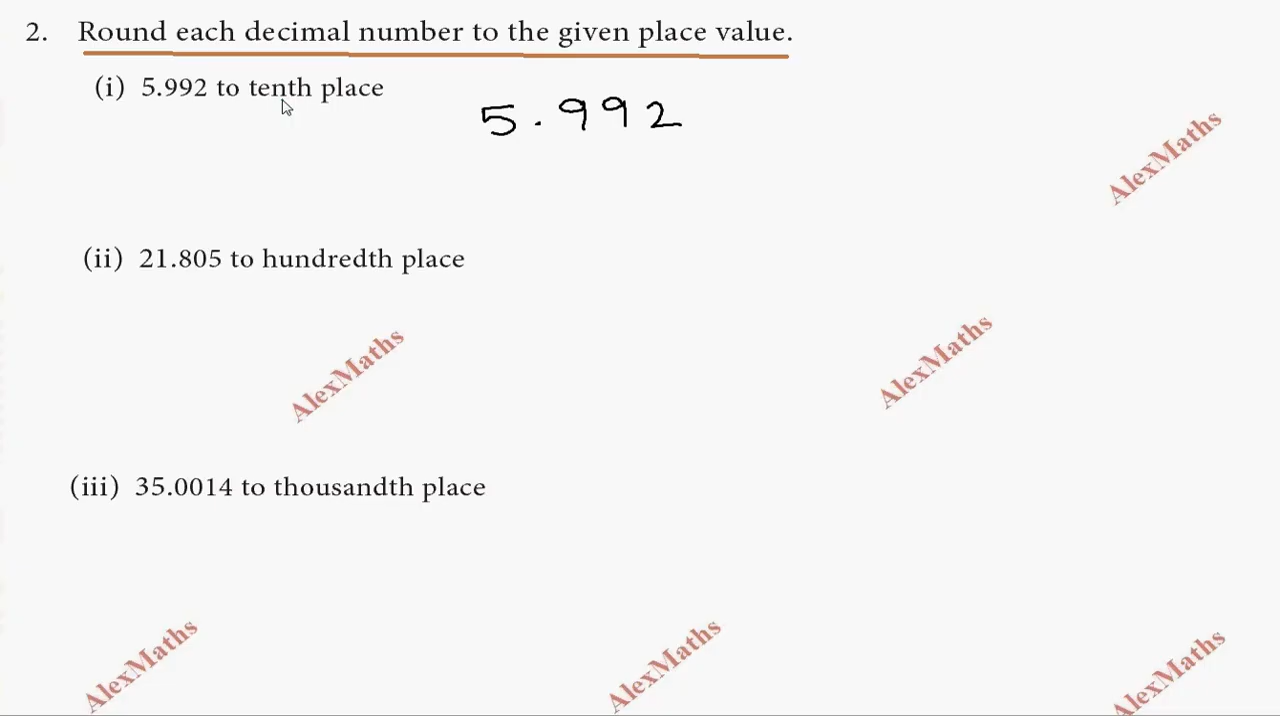 2. Round each decimal number to the given place value.
(i) 5.992 to tenth place
5.992
AlexMaths
(ii) 21.805 to hundredth place
AlexMaths
AlexMaths
(iii) 35.0014 to thousandth place
AlexMaths
AlexMaths
AlexMaths